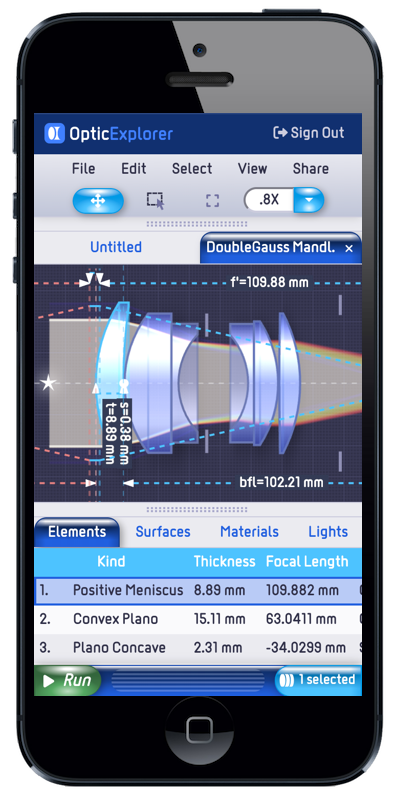 OpticExplorer
Sign Out
File Edit Select View Share
.8X
Untitled
DoubleGauss Mandl. ×
f'=109.88 mm
s=0.38 mm
t=8.89 mm
bfl=102.21 mm
Elements Surfaces Materials Lights
Kind Thickness Focal Length
1. Positive Meniscus 8.89 mm 109.882 mm
2. Convex Plano 15.11 mm 63.0411 mm
3. Plano Concave 2.31 mm -34.0299 mm
Run
1 selected